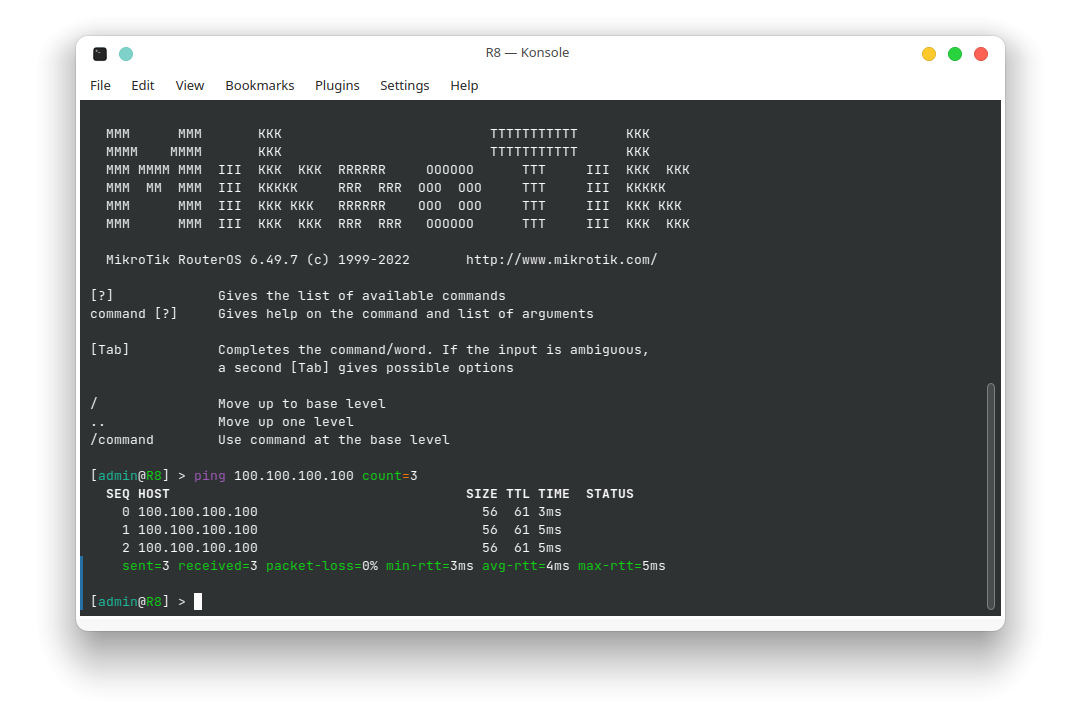 R8 — Konsole
File Edit View Bookmarks Plugins Settings Help
  MMM      MMM       KKK                          TTTTTTTTTTT      KKK
  MMMM    MMMM       KKK                          TTTTTTTTTTT      KKK
  MMM MMMM MMM  III  KKK  KKK  RRRRRR     OOOOOO      TTT     III  KKK  KKK
  MMM  MM  MMM  III  KKKKK     RRR  RRR  OOO  OOO     TTT     III  KKKKK
  MMM      MMM  III  KKK KKK   RRRRRR    OOO  OOO     TTT     III  KKK KKK
  MMM      MMM  III  KKK  KKK  RRR  RRR   OOOOOO      TTT     III  KKK  KKK
  MikroTik RouterOS 6.49.7 (c) 1999-2022       http://www.mikrotik.com/
[?]             Gives the list of available commands
command [?]     Gives help on the command and list of arguments
[Tab]           Completes the command/word. If the input is ambiguous,
                a second [Tab] gives possible options
/               Move up to base level
..              Move up one level
/command        Use command at the base level
[admin@R8] > ping 100.100.100.100 count=3
  SEQ HOST                                     SIZE TTL TIME  STATUS
    0 100.100.100.100                            56  61 3ms
    1 100.100.100.100                            56  61 5ms
    2 100.100.100.100                            56  61 5ms
    sent=3 received=3 packet-loss=0% min-rtt=3ms avg-rtt=4ms max-rtt=5ms
[admin@R8] >